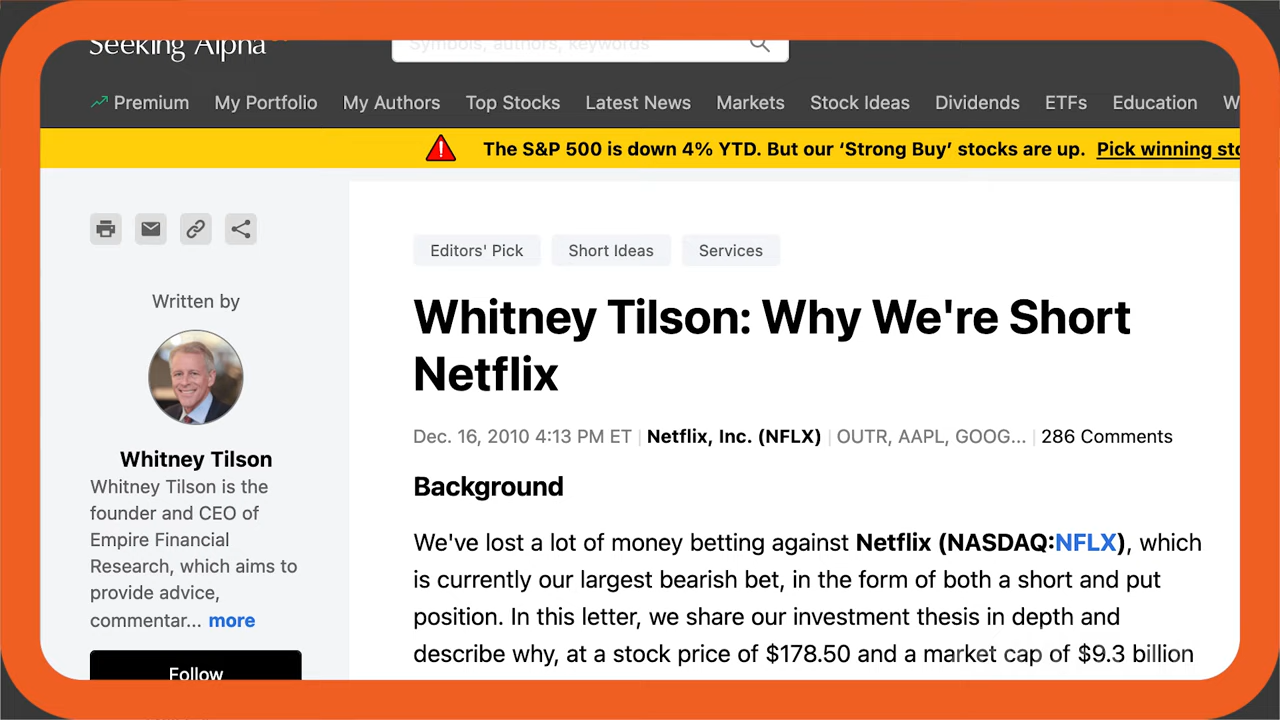 Seeking Alpha
Symbols, authors, keywords
Premium My Portfolio My Authors Top Stocks Latest News Markets Stock Ideas Dividends ETFs Education W
The S&P 500 is down 4% YTD. But our ‘Strong Buy’ stocks are up. Pick winning sto
Written by
Whitney Tilson
Whitney Tilson is the
founder and CEO of
Empire Financial
Research, which aims to
provide advice,
commentar... more
Follow
Editors' Pick Short Ideas Services
Whitney Tilson: Why We're Short
Netflix
Dec. 16, 2010 4:13 PM ET | Netflix, Inc. (NFLX) | OUTR, AAPL, GOOG... | 286 Comments
Background
We've lost a lot of money betting against Netflix (NASDAQ:NFLX), which
is currently our largest bearish bet, in the form of both a short and put
position. In this letter, we share our investment thesis in depth and
describe why, at a stock price of $178.50 and a market cap of $9.3 billion